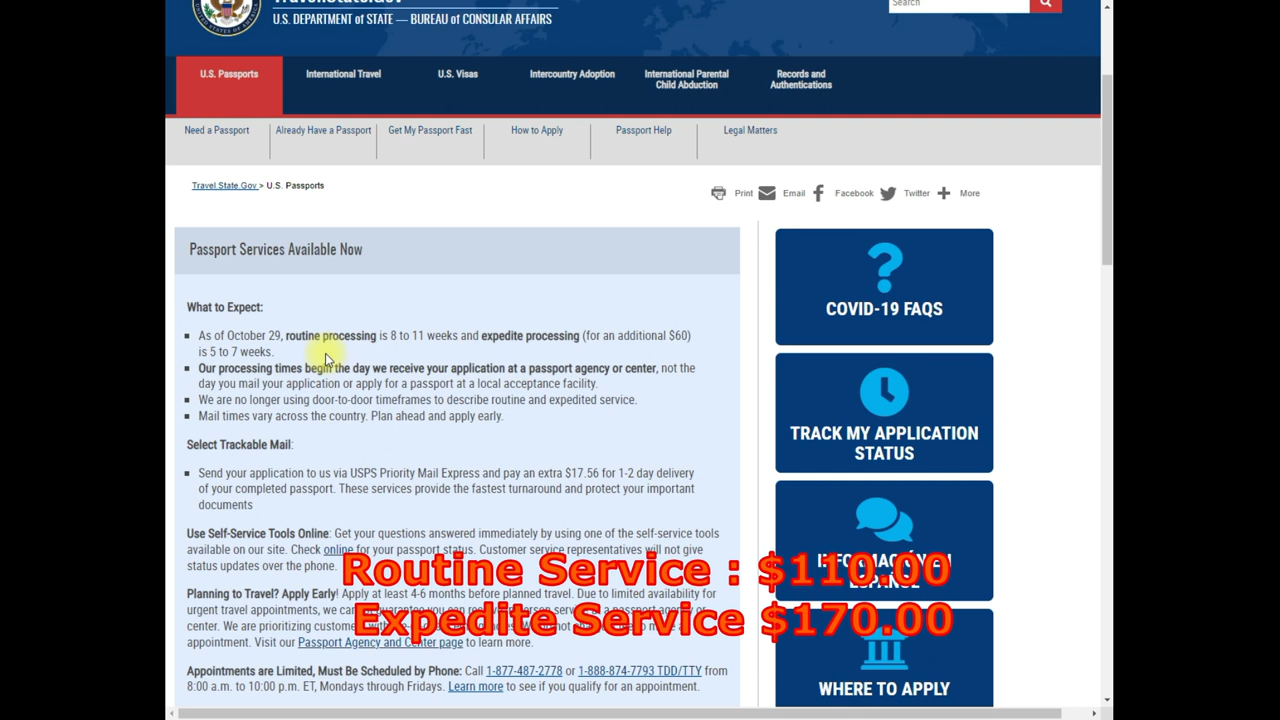 TravelState.Gov
U.S. DEPARTMENT of STATE — BUREAU of CONSULAR AFFAIRS
Search
U.S. Passports
International Travel
U.S. Visas
Intercountry Adoption
International Parental
Child Abduction
Records and
Authentications
Need a Passport
Already Have a Passport
Get My Passport Fast
How to Apply
Passport Help
Legal Matters
Travel.State.Gov > U.S. Passports
Print
Email
Facebook
Twitter
More
Passport Services Available Now
What to Expect:
As of October 29, routine processing is 8 to 11 weeks and expedite processing (for an additional $60)
is 5 to 7 weeks.
Our processing times begin the day we receive your application at a passport agency or center, not the
day you mail your application or apply for a passport at a local acceptance facility.
We are no longer using door-to-door timeframes to describe routine and expedited service.
Mail times vary across the country. Plan ahead and apply early.
Select Trackable Mail:
Send your application to us via USPS Priority Mail Express and pay an extra $17.56 for 1-2 day delivery
of your completed passport. These services provide the fastest turnaround and protect your important
documents
Use Self-Service Tools Online: Get your questions answered immediately by using one of the self-service tools
available on our site. Check online for your passport status. Customer service representatives will not give
status updates over the phone.
Planning to Travel? Apply Early! Apply at least 4-6 months before planned travel. Due to limited availability for
urgent travel appointments, we
center. We are prioritizing
appointment. Visit our Passport Agency and Center page to learn more.
Appointments are Limited, Must Be Scheduled by Phone: Call 1-877-487-2778 or 1-888-874-7793 TDD/TTY from
8:00 a.m. to 10:00 p.m. ET, Mondays through Fridays. Learn more to see if you qualify for an appointment.
COVID-19 FAQS
TRACK MY APPLICATION
STATUS
INFORMACIÓN EN
ESPAÑOL
WHERE TO APPLY
Routine Service : $110.00
Expedite Service $170.00